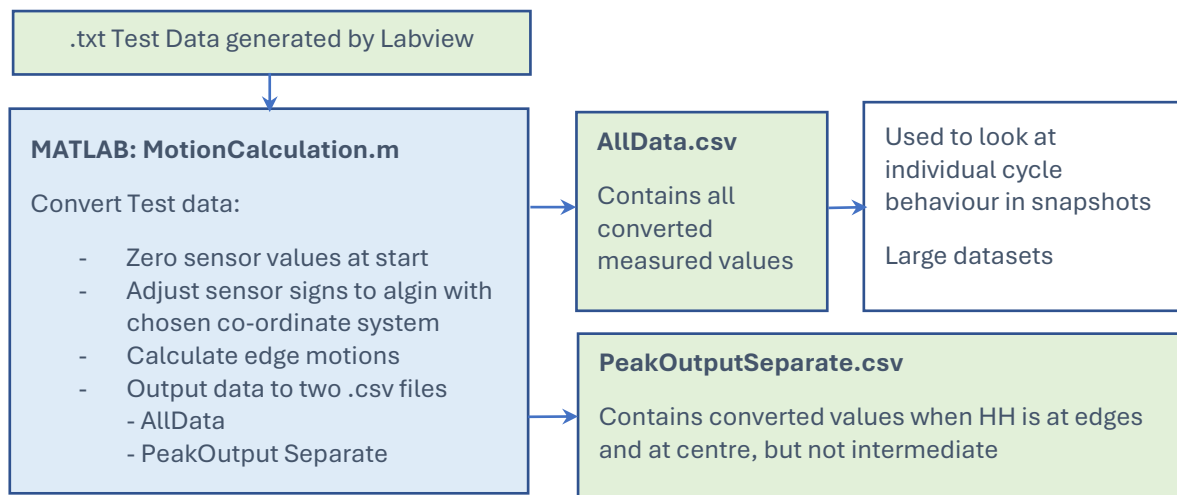 .txt Test Data generated by Labview
MATLAB: MotionCalculation.m
Convert Test data:
- Zero sensor values at start
- Adjust sensor signs to algin with
chosen co-ordinate system
- Calculate edge motions
- Output data to two .csv files
- AllData
- PeakOutput Separate
AllData.csv
Contains all
converted
measured values
Used to look at
individual cycle
behaviour in snapshots
Large datasets
PeakOutputSeparate.csv
Contains converted values when HH is at edges
and at centre, but not intermediate